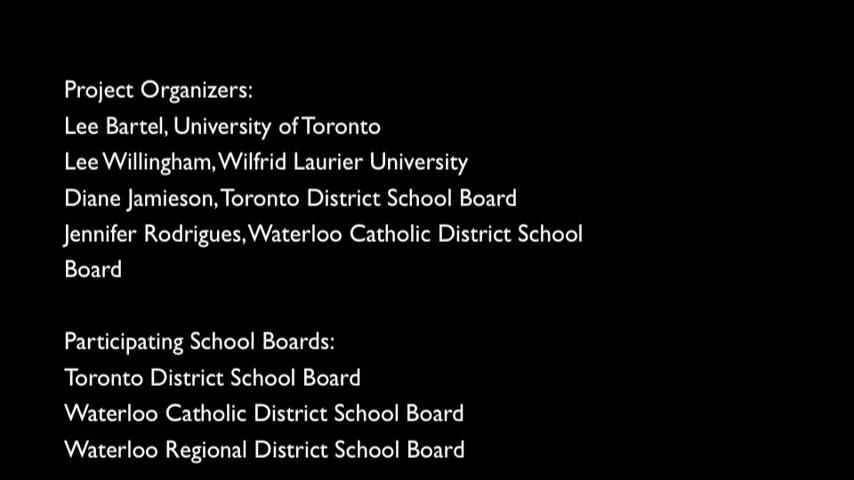 Project Organizers:
Lee Bartel, University of Toronto
Lee Willingham, Wilfrid Laurier University
Diane Jamieson, Toronto District School Board
Jennifer Rodrigues, Waterloo Catholic District School
Board
Participating School Boards:
Toronto District School Board
Waterloo Catholic District School Board
Waterloo Regional District School Board